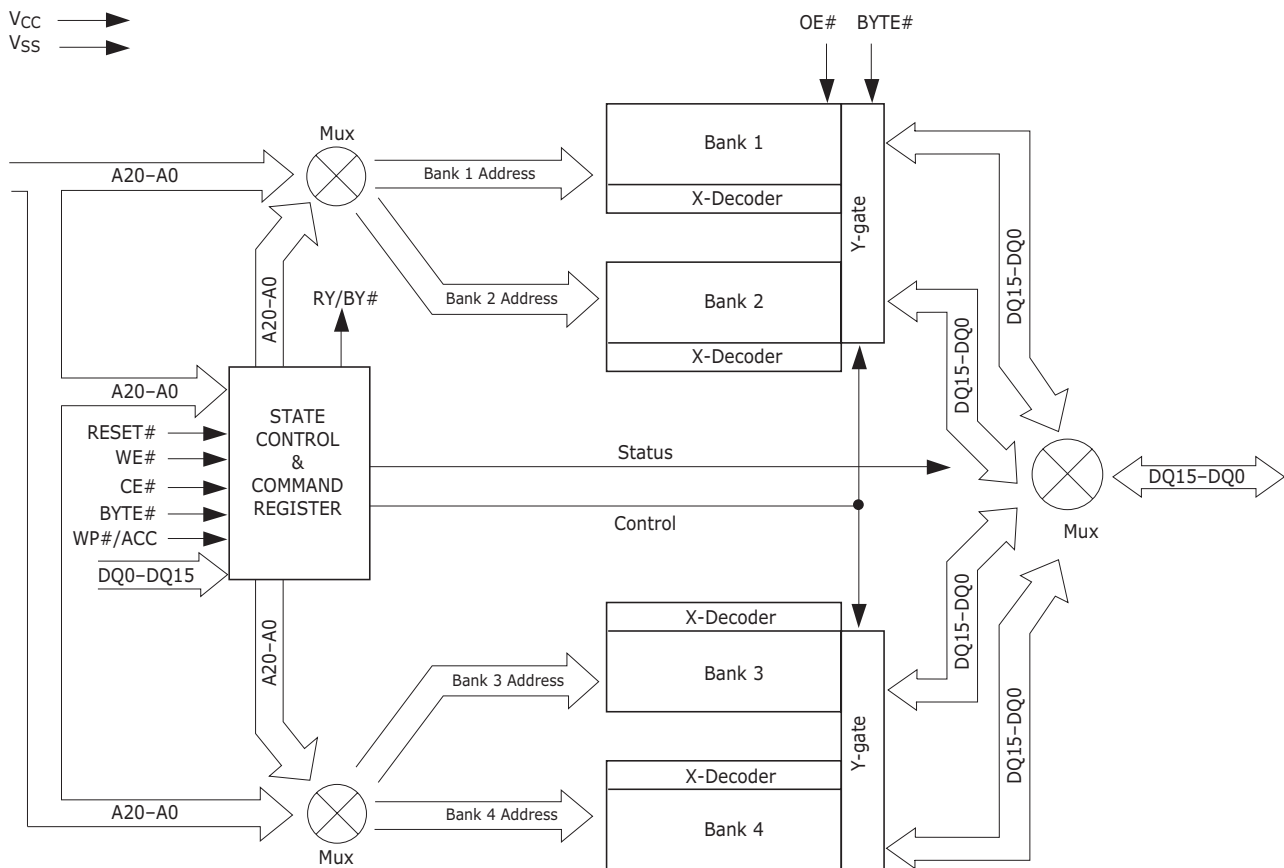 VCC
VSS
OE# BYTE#
Mux
A20–A0
Bank 1 Address
Bank 1
X-Decoder
Y-gate
DQ15–DQ0
A20–A0
RY/BY#
Bank 2 Address
Bank 2
X-Decoder
DQ15–DQ0
A20–A0
RESET#
WE#
CE#
BYTE#
WP#/ACC
DQ0–DQ15
STATE
CONTROL
&
COMMAND
REGISTER
Status
Control
Mux
DQ15–DQ0
A20–A0
Bank 3 Address
X-Decoder
Bank 3
Y-gate
DQ15–DQ0
DQ15–DQ0
A20–A0
Mux
Bank 4 Address
X-Decoder
Bank 4